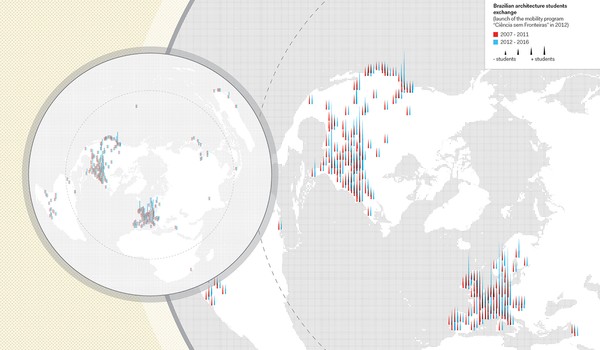 Brazilian architecture students
exchange
(launch of the mobility program
"Ciência sem Fronteiras" in 2012)
2007 - 2011
2012 - 2016
- students + students